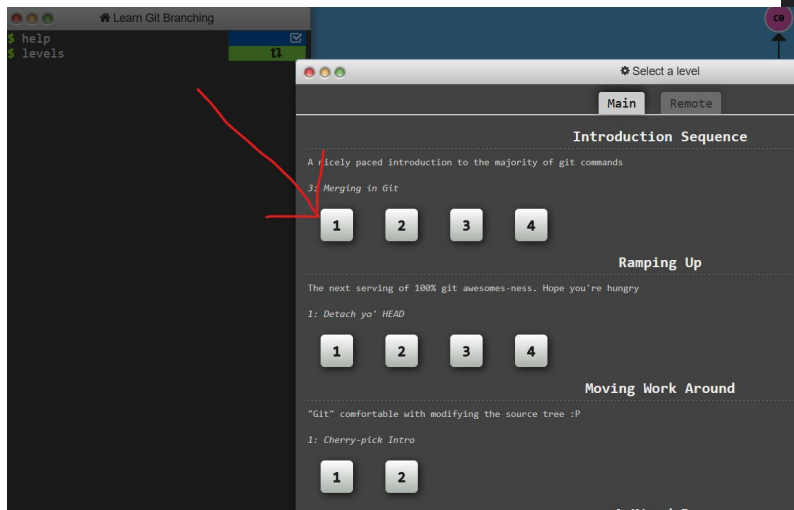 Learn Git Branching
$ help
$ levels
c0
Select a level
Main Remote
Introduction Sequence
A nicely paced introduction to the majority of git commands
3: Merging in Git
1 2 3 4
Ramping Up
The next serving of 100% git awesomes-ness. Hope you're hungry
1: Detach yo' HEAD
1 2 3 4
Moving Work Around
"Git" comfortable with modifying the source tree :P
1: Cherry-pick Intro
1 2